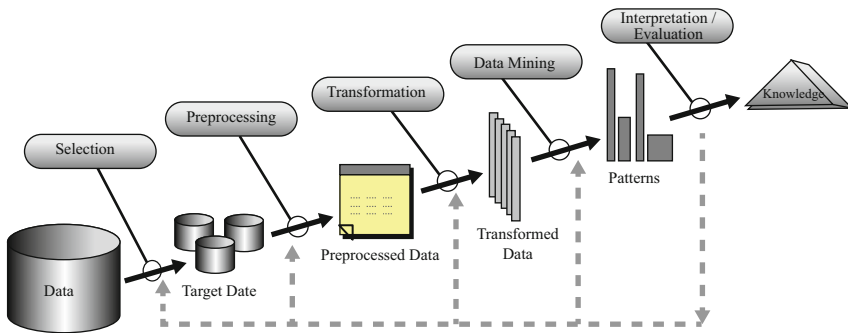 Interpretation /
Evaluation
Data Mining
Transformation
Preprocessing
Selection
Knowledge
Patterns
Transformed
Data
Preprocessed Data
Target Date
Data